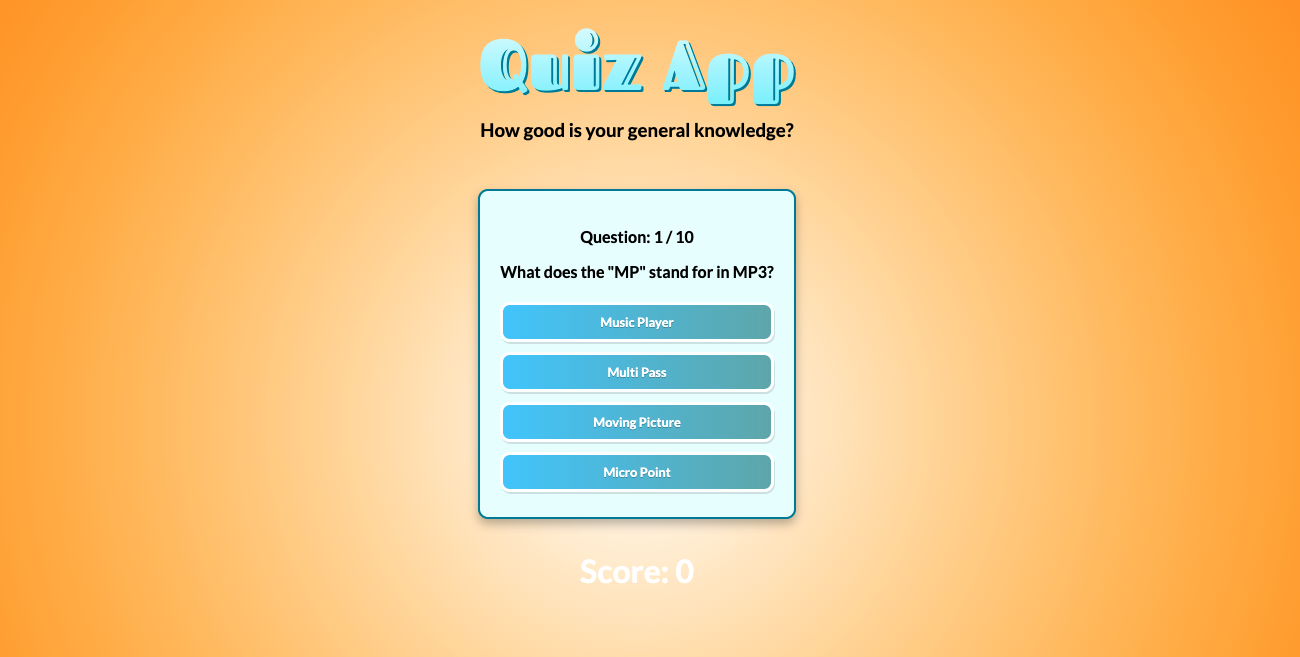 Quiz App
How good is your general knowledge?
Question: 1 / 10
What does the "MP" stand for in MP3?
Music Player
Multi Pass
Moving Picture
Micro Point
Score: 0